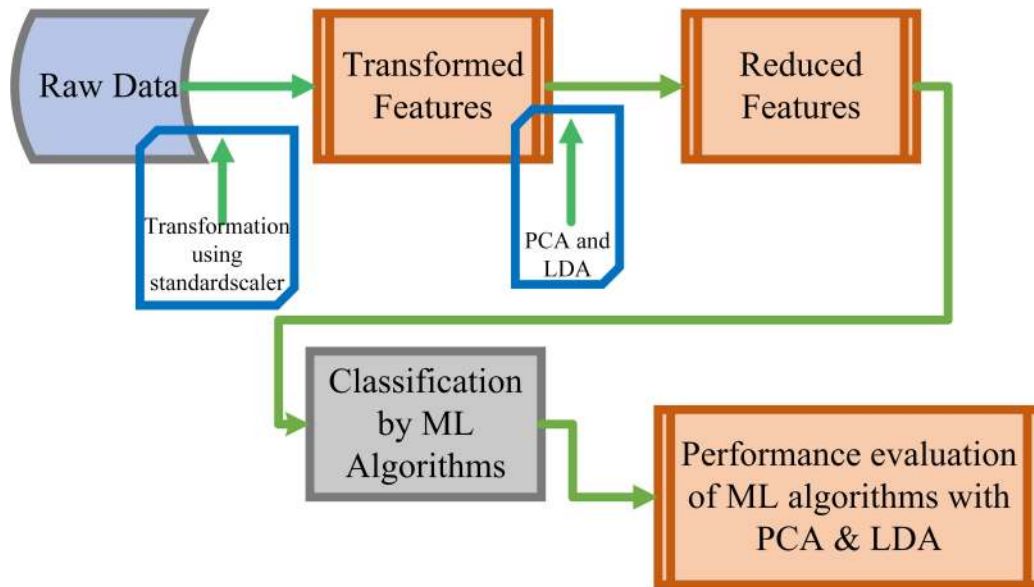 Raw Data
Transformed
Features
Reduced
Features
Transformation
using
standardscaler
PCA and
LDA
Classification
by ML
Algorithms
Performance evaluation
of ML algorithms with
PCA & LDA